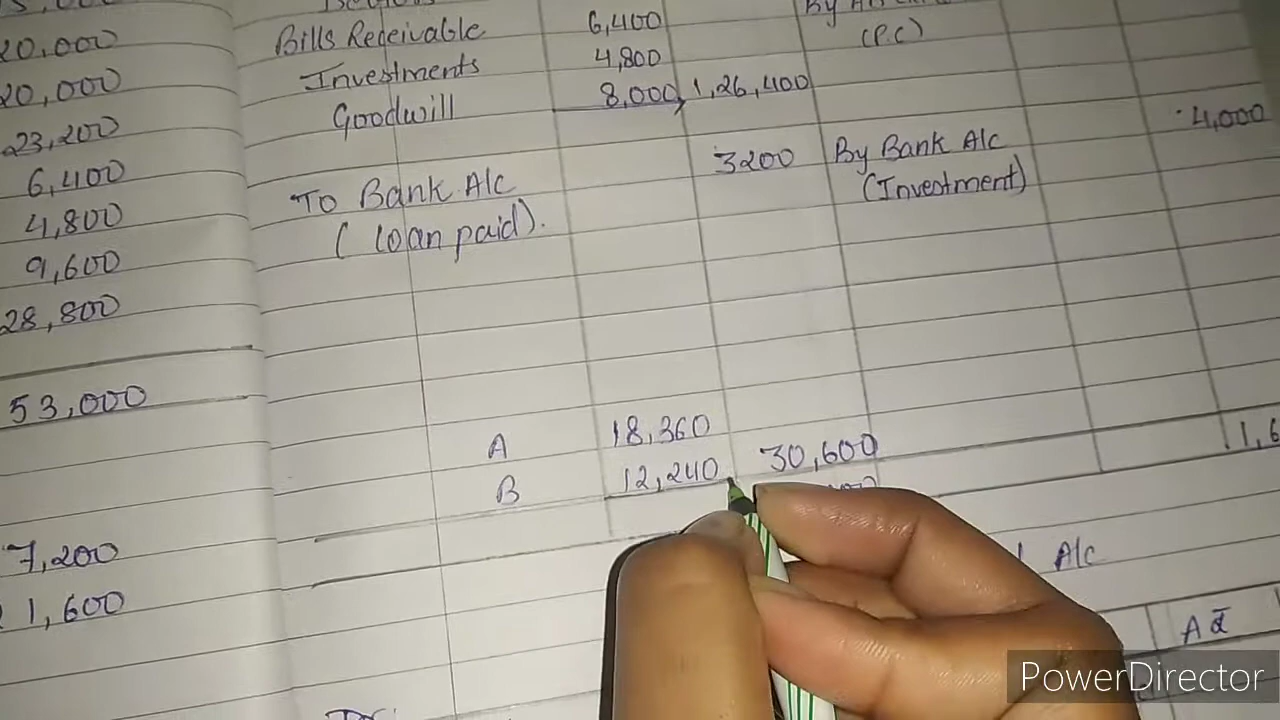 20,000
20,000
23,200
6,400
4,800
9,600
28,800
53,000
7,200
1,600
Bills Receivable 6,400
Investments 4,800
Goodwill 8,000 1,26,400
To Bank A/c 3200
( loan paid).
A 18,360
B 12,240 30,600
(P.C)
4,000
By Bank A/c
(Investment)
A/c
PowerDirector